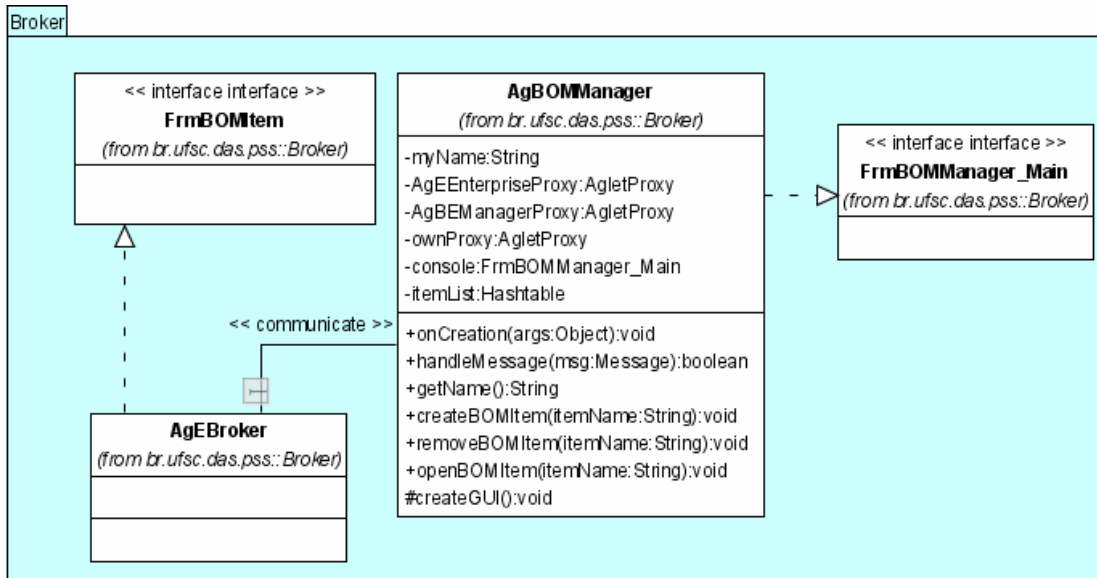 Broker
<< interface interface >>
FrmBOMItem
(from br.ufsc.das.pss::Broker)
AgBOMManager
(from br.ufsc.das.pss::Broker)
-myName:String
-AgEEnterpriseProxy:AgletProxy
-AgBEManagerProxy:AgletProxy
-ownProxy:AgletProxy
-console:FrmBOMManager_Main
-itemList:Hashtable
+onCreation(args:Object):void
+handleMessage(msg:Message):boolean
+getName():String
+createBOMItem(itemName:String):void
+removeBOMItem(itemName:String):void
+openBOMItem(itemName:String):void
#createGUI():void
<< interface interface >>
FrmBOMManager_Main
(from br.ufsc.das.pss::Broker)
<< communicate >>
AgEBroker
(from br.ufsc.das.pss::Broker)